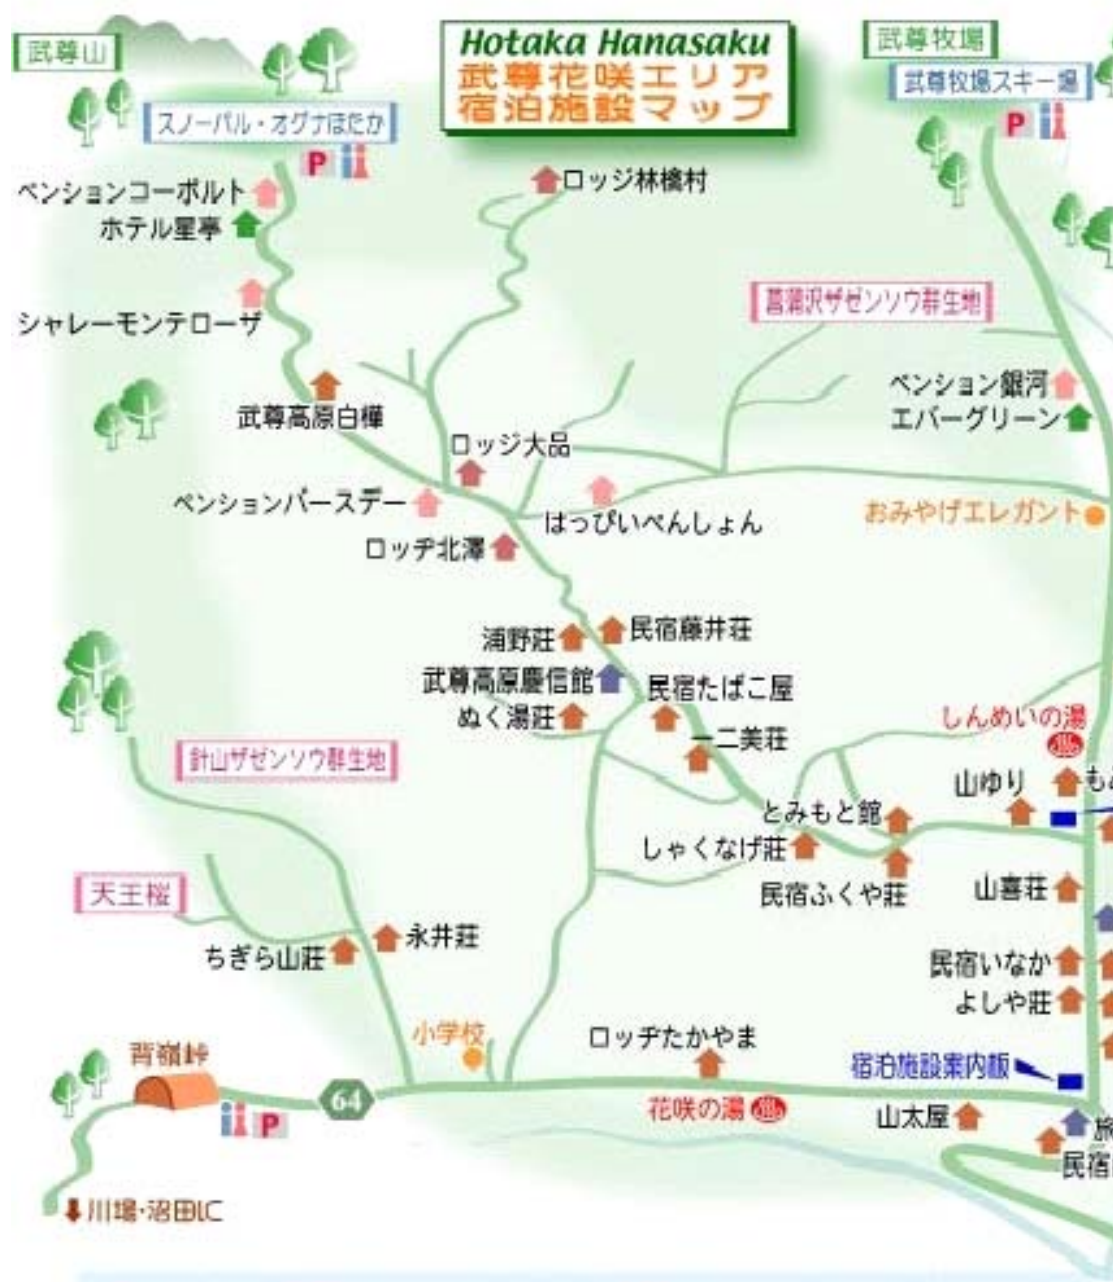 Hotaka Hanasaku
武尊花咲エリア
宿泊施設マップ
武尊山
スノーパル・オグナほたか
P
武尊牧場
武尊牧場スキー場
P
ペンションコーボルト
ホテル星亭
ロッジ林檎村
シャレーモンテローザ
菖蒲沢ザゼンソウ群生地
武尊高原白樺
ペンション銀河
エバーグリーン
ロッジ大品
ペンションバースデー
はっぴいぺんしょん
おみやげエレガント
ロッヂ北澤
浦野荘
民宿藤井荘
武尊高原慶信館
民宿たばこ屋
ぬく湯荘
一二美荘
しんめいの湯
針山ザゼンソウ群生地
山ゆり
も
とみもと館
しゃくなげ荘
民宿ふくや荘
山喜荘
天王桜
ちぎら山荘
永井荘
民宿いなか
よしや荘
小学校
ロッヂたかやま
背嶺峠
宿泊施設案内板
64
花咲の湯
山太屋
P
旅
民宿
川場・沼田IC